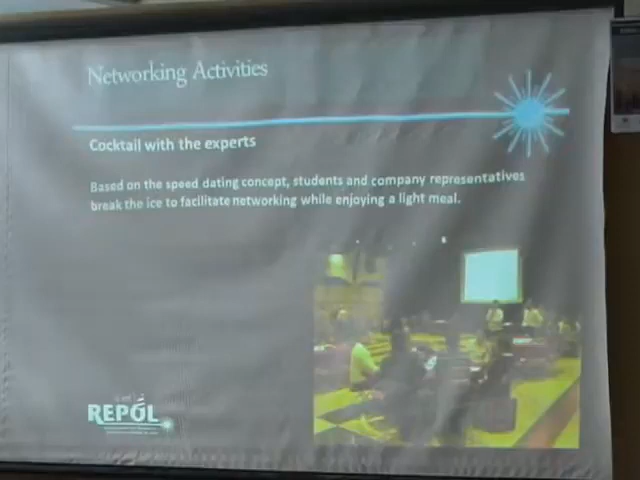 Networking Activities
Cocktail with the experts
Based on the speed dating concept, students and company representatives
break the ice to facilitate networking while enjoying a light meal.
REPÓL